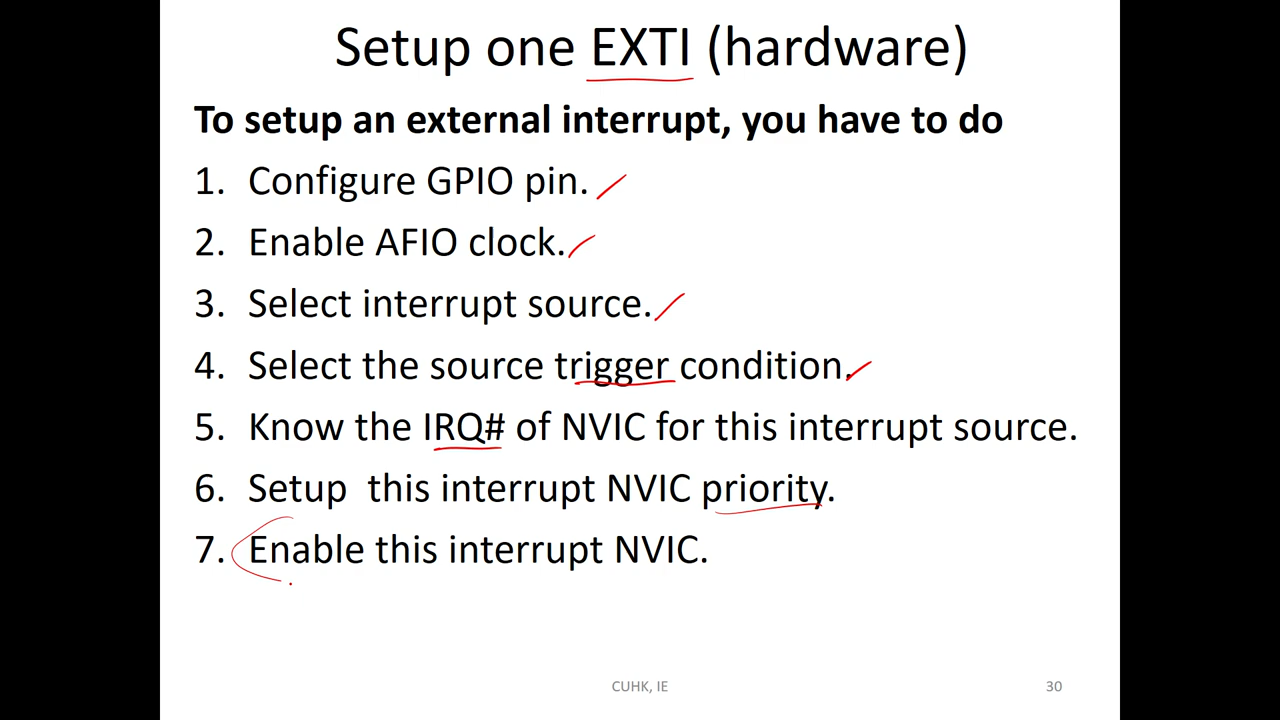 Setup one EXTI (hardware)
To setup an external interrupt, you have to do
1. Configure GPIO pin.
2. Enable AFIO clock.
3. Select interrupt source.
4. Select the source trigger condition.
5. Know the IRQ# of NVIC for this interrupt source.
6. Setup  this interrupt NVIC priority.
7. Enable this interrupt NVIC.
CUHK, IE
30